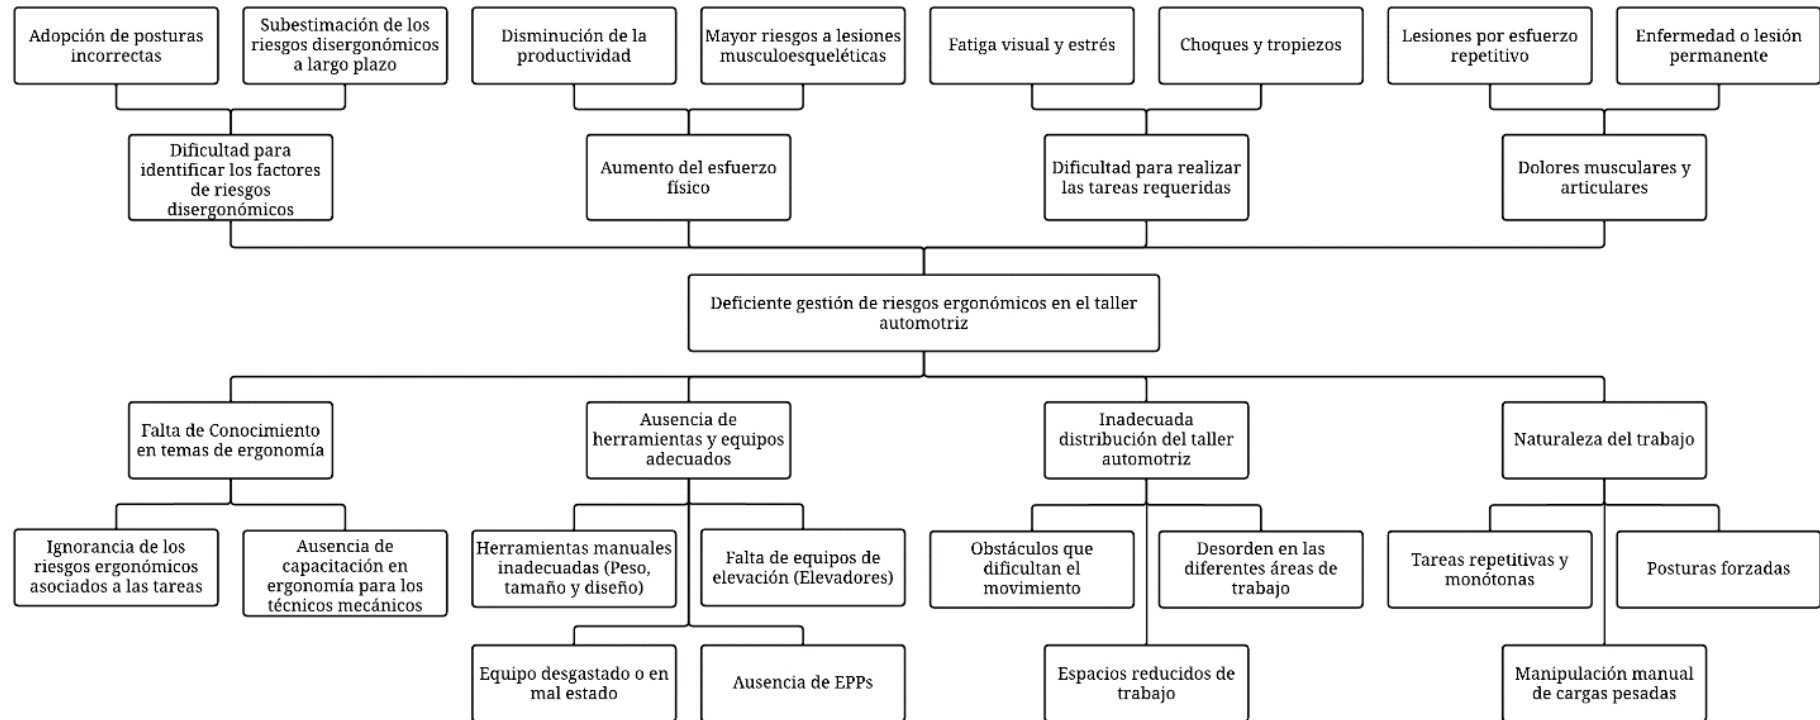 Adopción de posturas
incorrectas
Subestimación de los
riesgos disergonómicos
a largo plazo
Disminución de la
productividad
Mayor riesgos a lesiones
musculoesqueléticas
Fatiga visual y estrés
Choques y tropiezos
Lesiones por esfuerzo
repetitivo
Enfermedad o lesión
permanente
Dificultad para
identificar los factores
de riesgos
disergonómicos
Aumento del esfuerzo
físico
Dificultad para realizar
las tareas requeridas
Dolores musculares y
articulares
Deficiente gestión de riesgos ergonómicos en el taller
automotriz
Falta de Conocimiento
en temas de ergonomía
Ausencia de
herramientas y equipos
adecuados
Inadecuada
distribución del taller
automotriz
Naturaleza del trabajo
Ignorancia de los
riesgos ergonómicos
asociados a las tareas
Ausencia de
capacitación en
ergonomía para los
técnicos mecánicos
Herramientas manuales
inadecuadas (Peso,
tamaño y diseño)
Falta de equipos de
elevación (Elevadores)
Obstáculos que
dificultan el
movimiento
Desorden en las
diferentes áreas de
trabajo
Tareas repetitivas y
monótonas
Posturas forzadas
Equipo desgastado o en
mal estado
Ausencia de EPPs
Espacios reducidos de
trabajo
Manipulación manual
de cargas pesadas